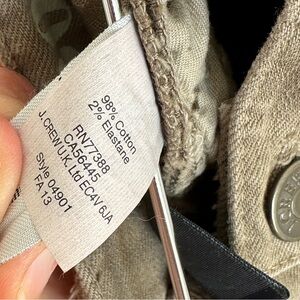 98% Cotton
2% Elastane
RN77388
CA56445
J.CREW U.K. Ltd EC4V 6JA
Style 04901
FA 13